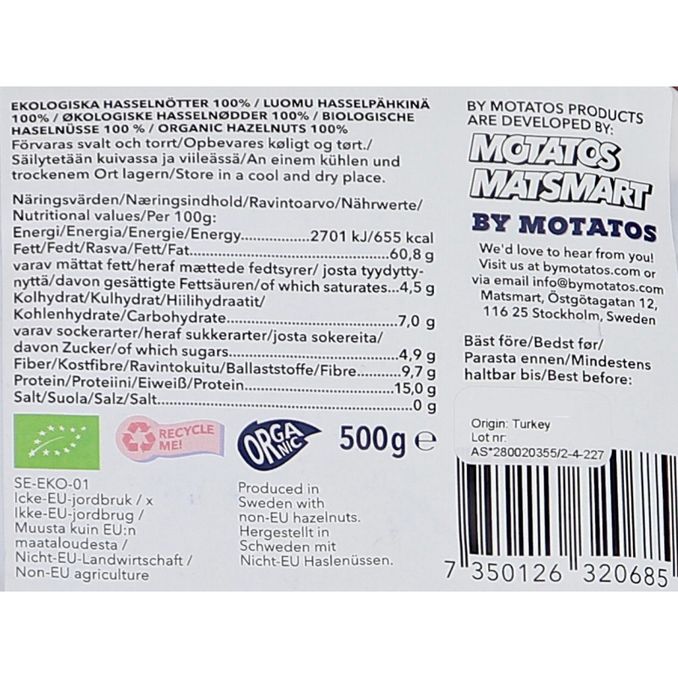 EKOLOGISKA HASSELNÖTTER 100% / LUOMU HASSELPÄHKINÄ
100% / ØKOLOGISKE HASSELNØDDER 100% / BIOLOGISCHE
HASELNÜSSE 100 % / ORGANIC HAZELNUTS 100%
Förvaras svalt och torrt/Opbevares køligt og tørt./
Säilytetään kuivassa ja viileässä/An einem kühlen und
trockenem Ort lagern/Store in a cool and dry place.
Näringsvärden/Næringsindhold/Ravintoarvo/Nährwerte/
Nutritional values/Per 100g:
Energi/Energia/Energie/Energy...............2701 kJ/655 kcal
Fett/Fedt/Rasva/Fett/Fat...........................................60,8 g
varav mättat fett/heraf mættede fedtsyrer/ josta tyydytty-
nyttä/davon gesättigte Fettsäuren/of which saturates...4,5 g
Kolhydrat/Kulhydrat/Hiilihydraatit/
Kohlenhydrate/Carbohydrate.....................................7,0 g
varav sockerarter/heraf sukkerarter/josta sokereita/
davon Zucker/of which sugars....................................4,9 g
Fiber/Kostfibre/Ravintokuitu/Ballaststoffe/Fibre.........9,7 g
Protein/Proteiini/Eiweiß/Protein................................15,0 g
Salt/Suola/Salz/Salt.......................................................0 g
RECYCLE
ME!
ORGANIC
500g e
SE-EKO-01
Icke-EU-jordbruk / x
Ikke-EU-jordbrug /
Muusta kuin EU:n
maataloudesta /
Nicht-EU-Landwirtschaft /
Non-EU agriculture
Produced in
Sweden with
non-EU hazelnuts.
Hergestellt in
Schweden mit
Nicht-EU Haslenüssen.
BY MOTATOS PRODUCTS
ARE DEVELOPED BY:
MOTATOS
MATSMART
BY MOTATOS
We'd love to hear from you!
Visit us at bymotatos.com or
via email info@bymotatos.com
Matsmart, Östgötagatan 12,
116 25 Stockholm, Sweden
Bäst före/Bedst før/
Parasta ennen/Mindestens
haltbar bis/Best before:
Origin: Turkey
Lot nr:
AS*280020355/2-4-227
7 350126 320685